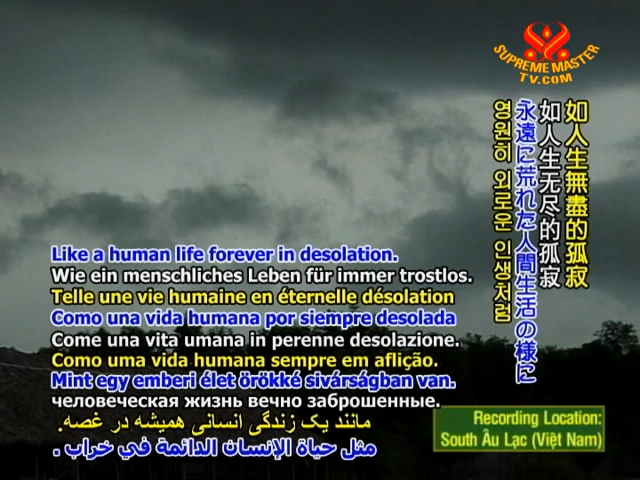 SUPREME MASTER
TV.COM
如人生無盡的孤寂
如人生无尽的孤寂
永遠に荒れた人間生活の様に
영원히 외로운 인생처럼
Like a human life forever in desolation.
Wie ein menschliches Leben für immer trostlos.
Telle une vie humaine en éternelle désolation
Como una vida humana por siempre desolada
Come una vita umana in perenne desolazione.
Como uma vida humana sempre em aflição.
Mint egy emberi élet örökké sivárságban van.
человеческая жизнь вечно заброшенные.
مانند یک زندگی انسانی همیشه در غصه.
مثل حياة الإنسان الدائمة في خراب .
Recording Location:
South Âu Lạc (Việt Nam)